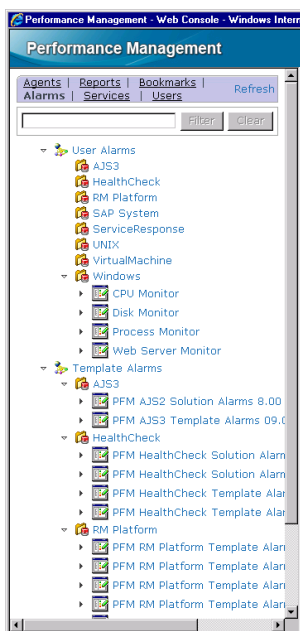 Performance Management - Web Console - Windows Intern
Performance Management
Agents | Reports | Bookmarks |
Alarms | Services | Users
Refresh
Filter Clear
User Alarms
AJS3
HealthCheck
RM Platform
SAP System
ServiceResponse
UNIX
VirtualMachine
Windows
CPU Monitor
Disk Monitor
Process Monitor
Web Server Monitor
Template Alarms
AJS3
PFM AJS2 Solution Alarms 8.00
PFM AJS3 Template Alarms 09.0
HealthCheck
PFM HealthCheck Solution Alarm
PFM HealthCheck Solution Alarm
PFM HealthCheck Template Alar
PFM HealthCheck Template Alar
RM Platform
PFM RM Platform Template Alarm
PFM RM Platform Template Alarm
PFM RM Platform Template Alarm
PFM RM Platform Template Alarm